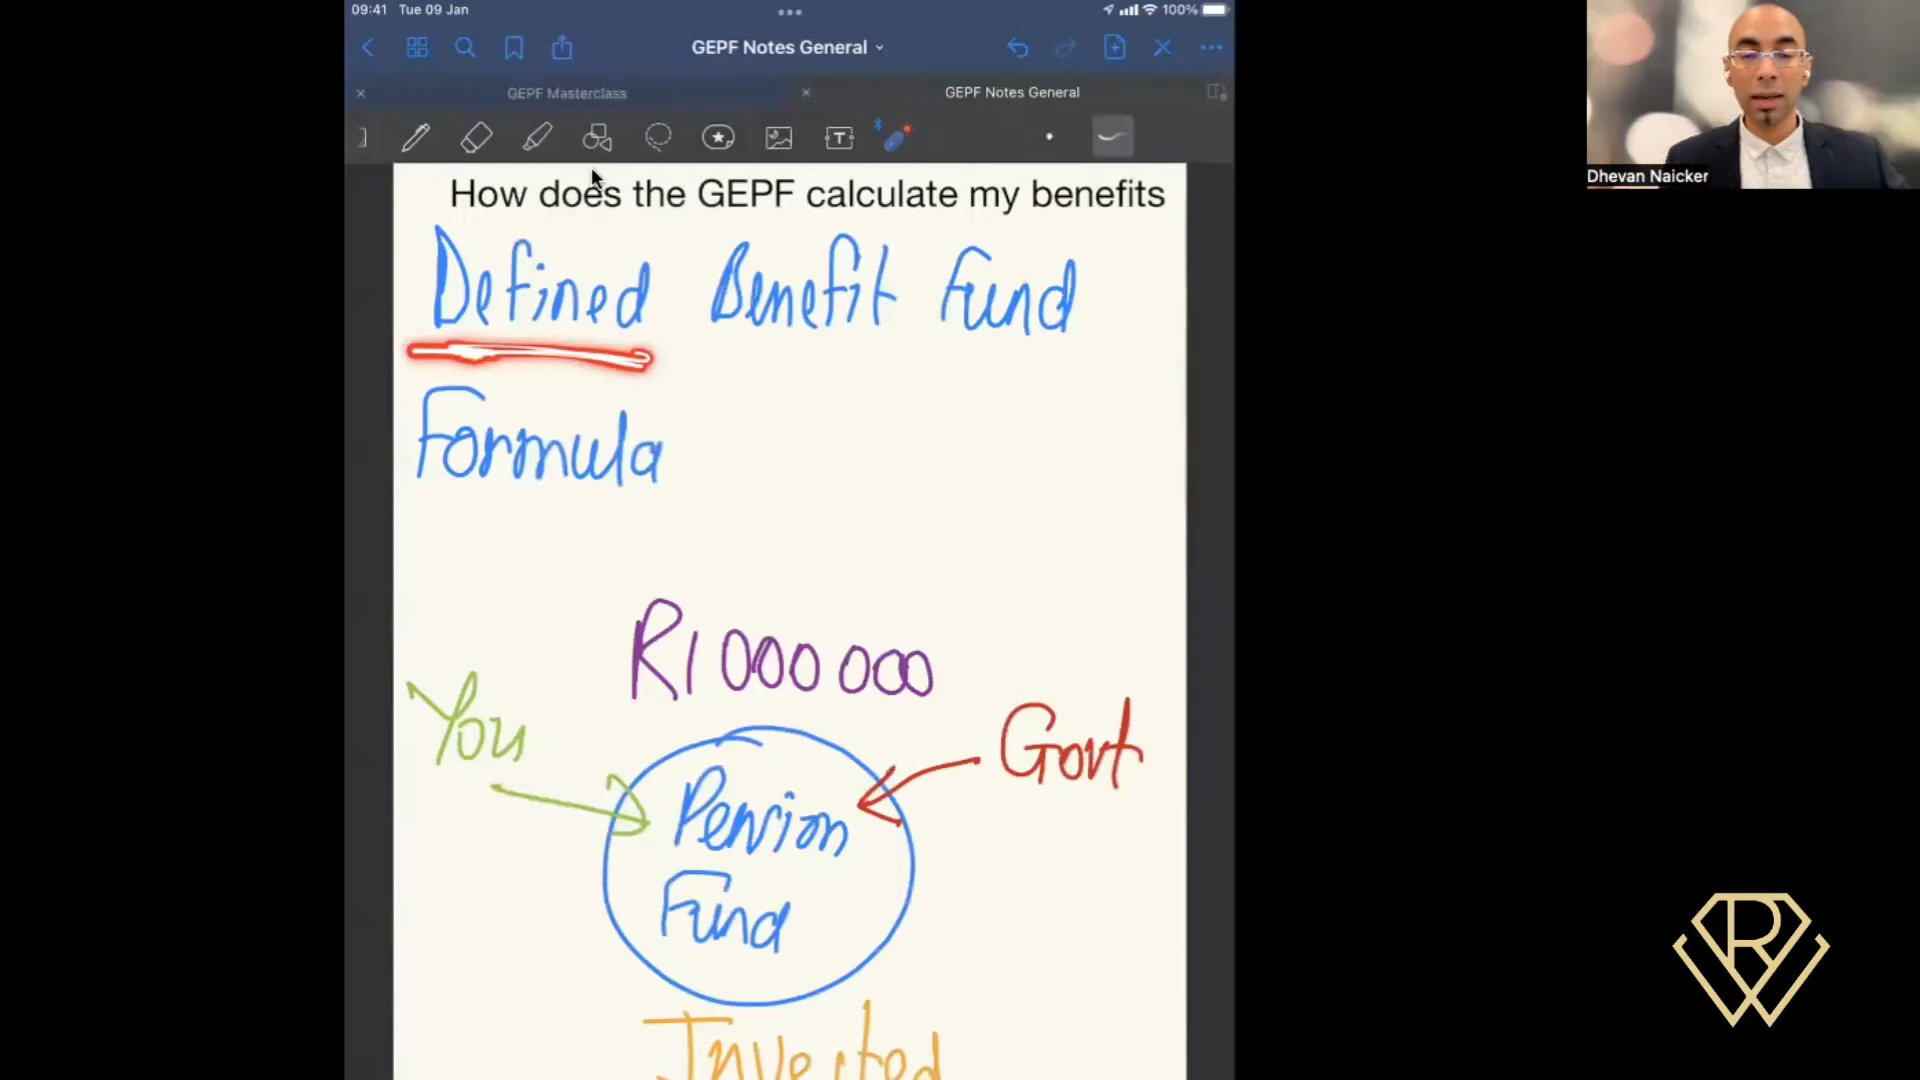 09:41 Tue 09 Jan
100%
GEPF Notes General
GEPF Masterclass
GEPF Notes General
T
How does the GEPF calculate my benefits
Defined Benefit Fund
Formula
R1 000 000
You
Govt
Pension
Fund
Invested
Dhevan Naicker
RW